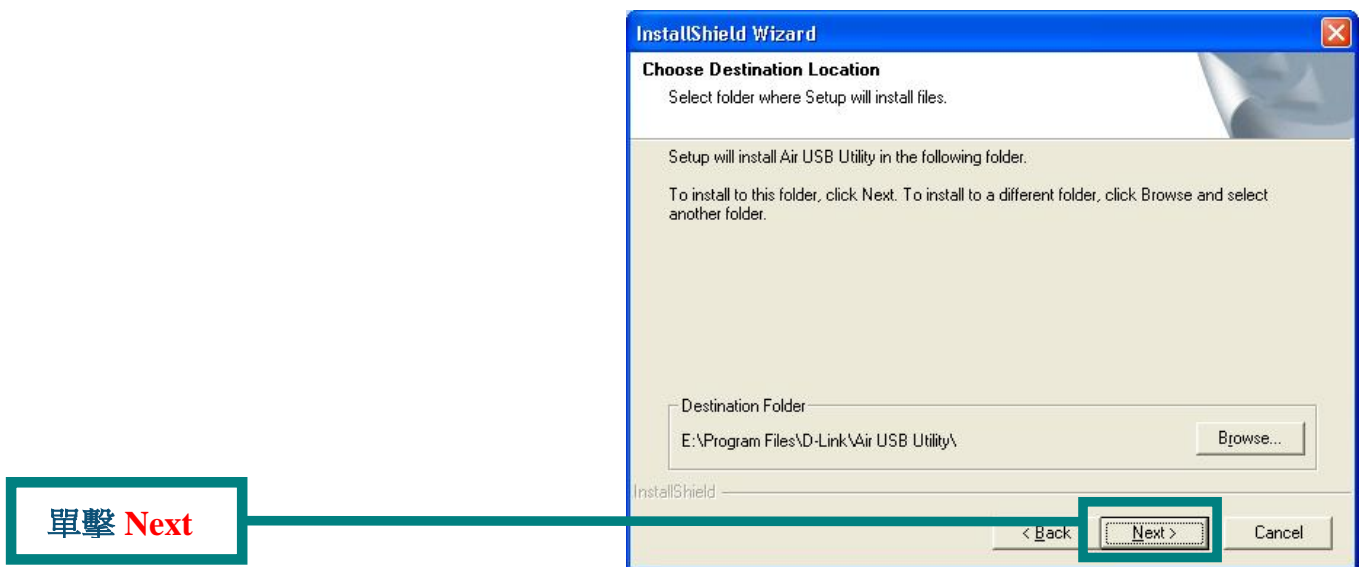 InstallShield Wizard
Choose Destination Location
Select folder where Setup will install files.
Setup will install Air USB Utility in the following folder.
To install to this folder, click Next. To install to a different folder, click Browse and select
another folder.
Destination Folder
E:\Program Files\D-Link\Air USB Utility\
Browse...
InstallShield
單擊 Next
< Back
Next >
Cancel